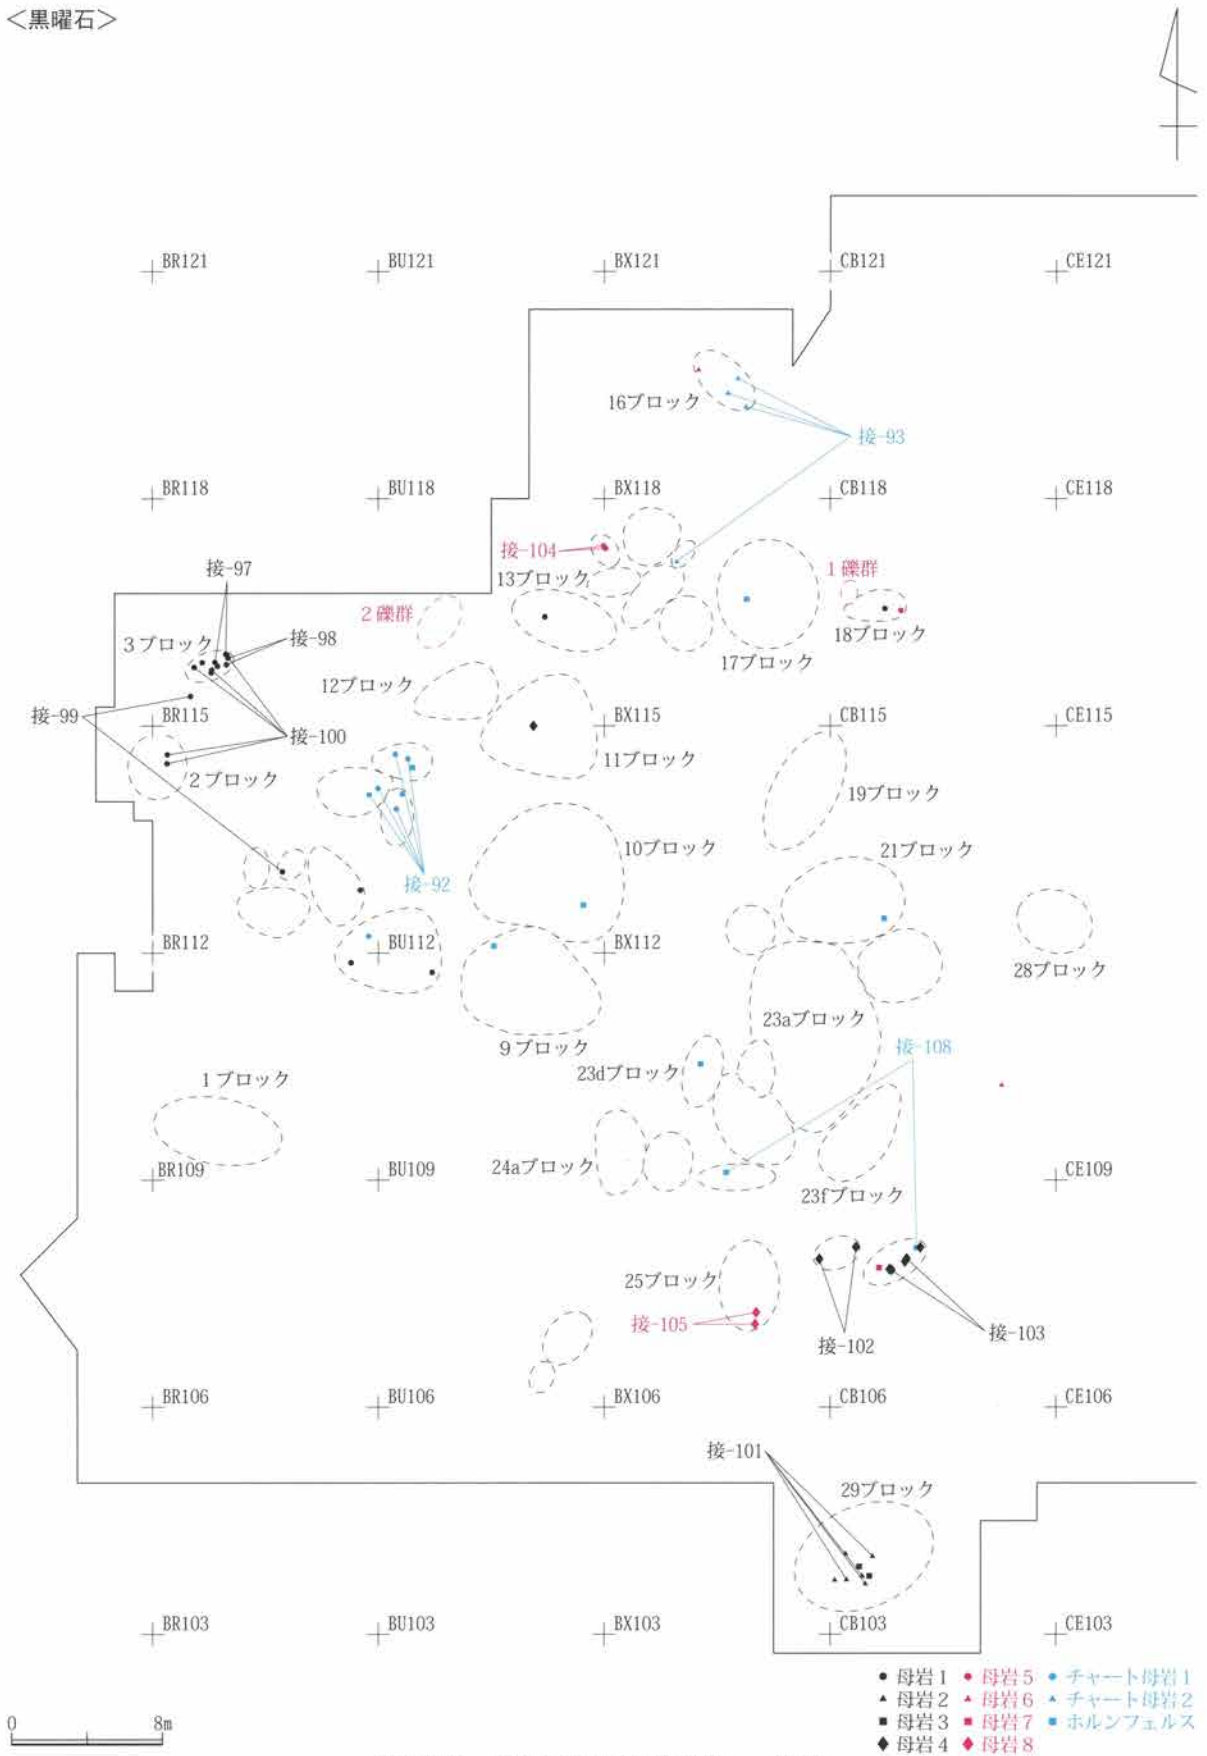 ＜黒曜石＞
BR121
BU121
BX121
CB121
CE121
16ブロック
接-93
BR118
BU118
BX118
CB118
CE118
接-104
接-97
13ブロック
1礫群
2礫群
接-98
3ブロック
18ブロック
17ブロック
12ブロック
接-99
BR115
接-100
BX115
CB115
CE115
11ブロック
2ブロック
19ブロック
10ブロック
21ブロック
接-92
BR112
BU112
BX112
28ブロック
23aブロック
9ブロック
接-108
23dブロック
1ブロック
24aブロック
BR109
BU109
CE109
23fブロック
25ブロック
接-105
接-102
接-103
BR106
BU106
BX106
CB106
CE106
接-101
29ブロック
BR103
BU103
BX103
CB103
CE103
● 母岩1 ● 母岩5 ● チャート母岩1
▲ 母岩2 ▲ 母岩6 ▲ チャート母岩2
■ 母岩3 ■ 母岩7 ■ ホルンフェルス
◆ 母岩4 ◆ 母岩8
0 8m